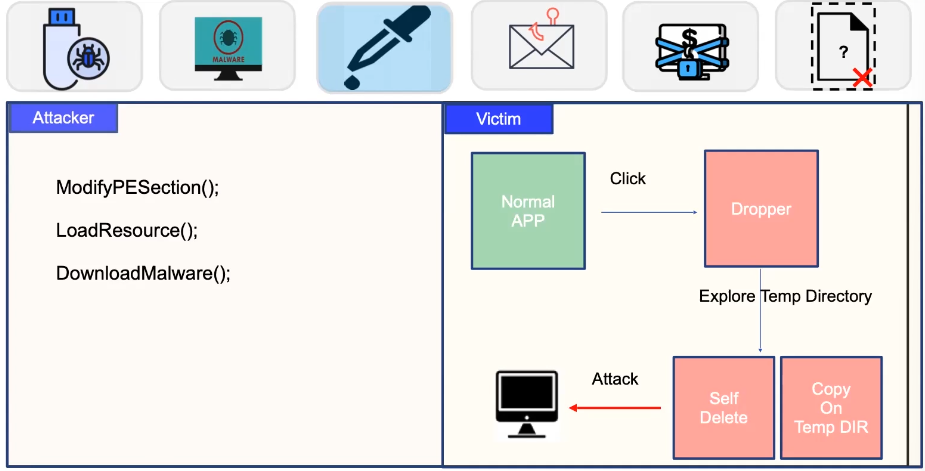 MALWARE
$
?
Attacker
Victim
ModifyPESection();
LoadResource();
DownloadMalware();
Normal
APP
Click
Dropper
Explore Temp Directory
Attack
Self
Delete
Copy
On
Temp DIR